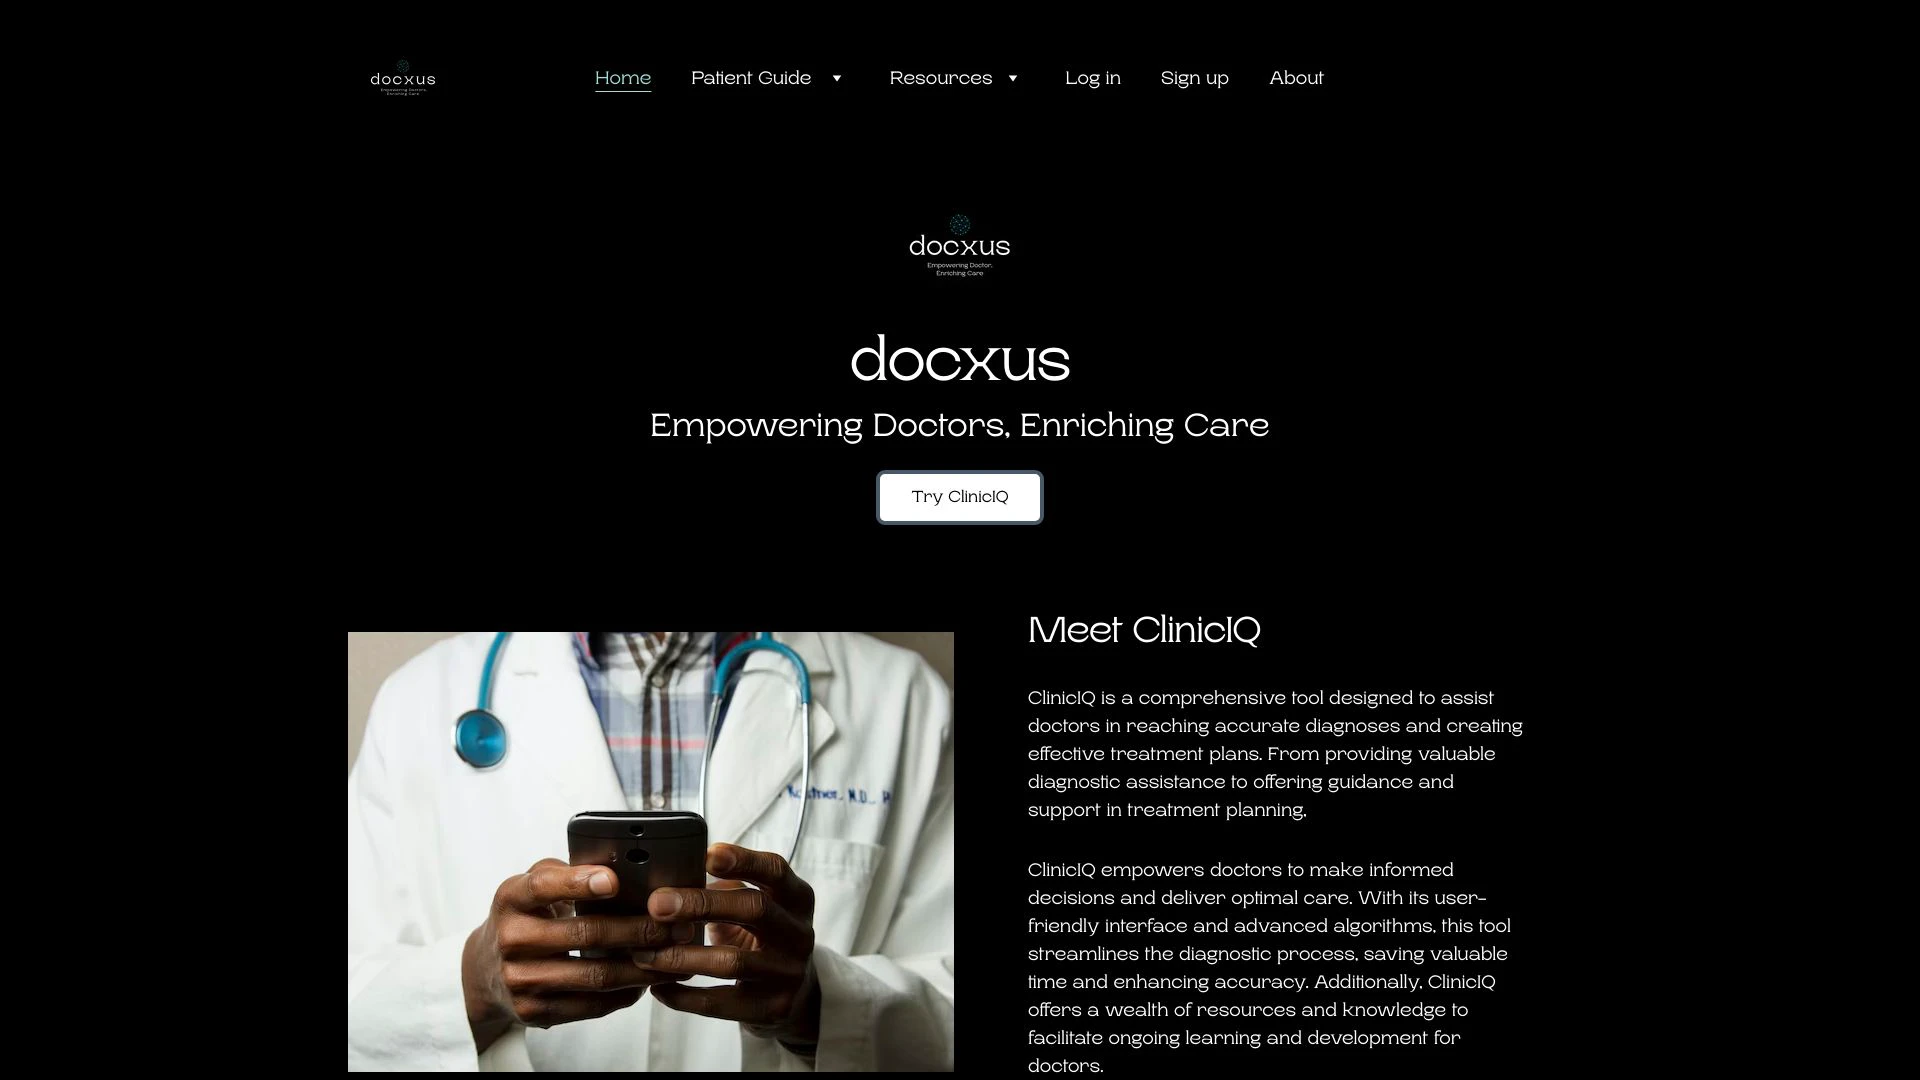 docxus
Empowering Doctors
Enriching Care
Home Patient Guide Resources Log in Sign up About
docxus
Empowering Doctor,
Enriching Care
docxus
Empowering Doctors, Enriching Care
Try ClinicIQ
M.D.
Meet ClinicIQ
ClinicIQ is a comprehensive tool designed to assist
doctors in reaching accurate diagnoses and creating
effective treatment plans. From providing valuable
diagnostic assistance to offering guidance and
support in treatment planning,
ClinicIQ empowers doctors to make informed
decisions and deliver optimal care. With its user-
friendly interface and advanced algorithms, this tool
streamlines the diagnostic process, saving valuable
time and enhancing accuracy. Additionally, ClinicIQ
offers a wealth of resources and knowledge to
facilitate ongoing learning and development for
doctors.